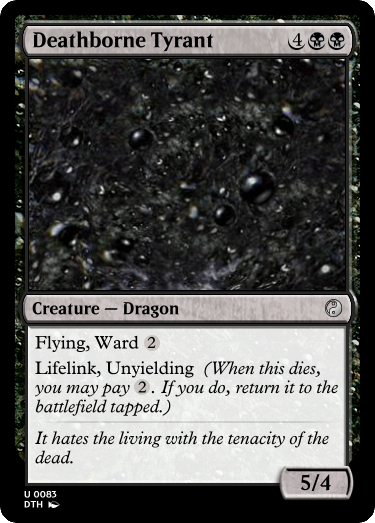 Deathborne Tyrant 4
Creature — Dragon
Flying, Ward 2
Lifelink, Unyielding (When this dies,
you may pay 2. If you do, return it to the
battlefield tapped.)
It hates the living with the tenacity of the
dead.
5/4
U 0083
DTH